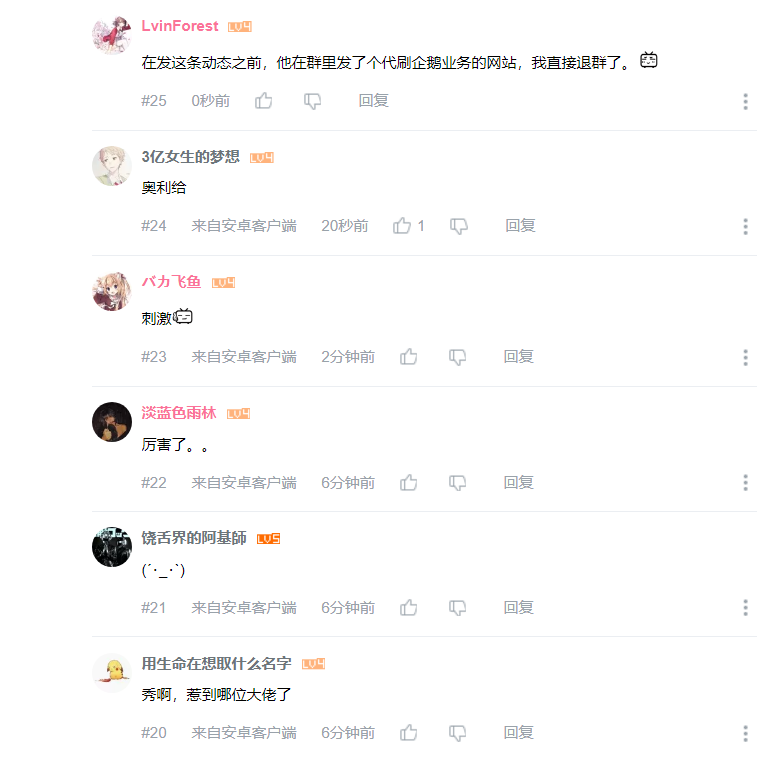 LvinForest LV4
在发这条动态之前，他在群里发了个代刷企鹅业务的网站，我直接退群了。
#25 0秒前 回复
3亿女生的梦想 LV4
奥利给
#24 来自安卓客户端 20秒前 1 回复
バカ飞鱼 LV4
刺激
#23 来自安卓客户端 2分钟前 回复
淡蓝色雨林 LV4
厉害了。。
#22 来自安卓客户端 6分钟前 回复
饶舌界的阿基師 LV5
(´･_･`)
#21 来自安卓客户端 6分钟前 回复
用生命在想取什么名字 LV4
秀啊，惹到哪位大佬了
#20 来自安卓客户端 6分钟前 回复